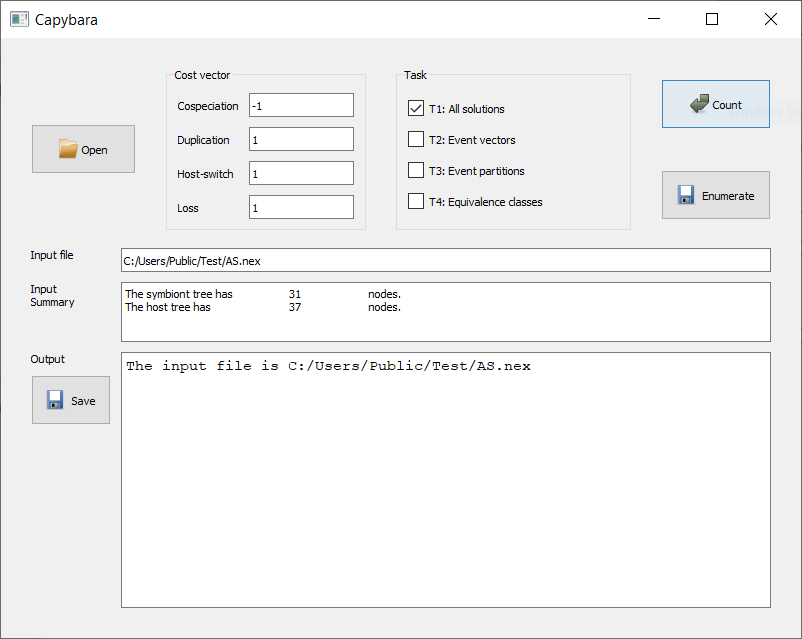 Capybara
Cost vector
Cospeciation -1
Duplication 1
Host-switch 1
Loss 1
Task
T1: All solutions
T2: Event vectors
T3: Event partitions
T4: Equivalence classes
Open
Count
Enumerate
Input file C:/Users/Public/Test/AS.nex
Input
Summary
The symbiont tree has 31 nodes.
The host tree has 37 nodes.
Output
Save
The input file is C:/Users/Public/Test/AS.nex